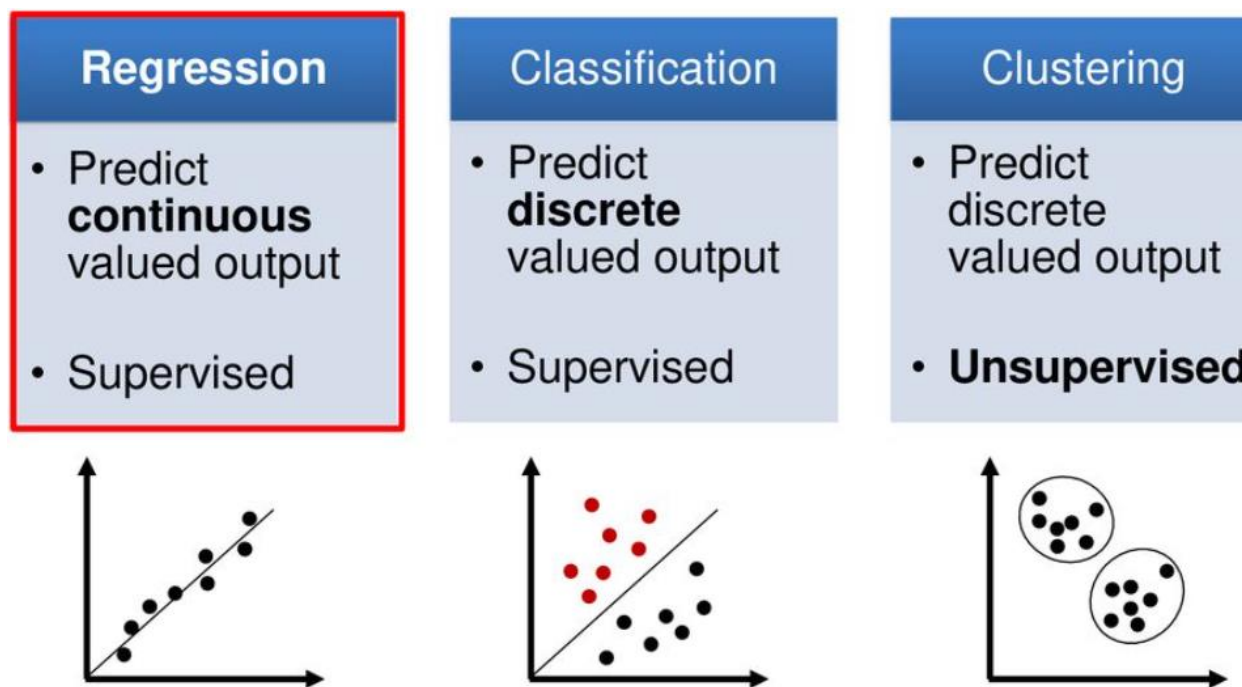 Regression
• Predict
continuous
valued output
• Supervised
Classification
• Predict
discrete
valued output
• Supervised
Clustering
• Predict
discrete
valued output
• Unsupervised